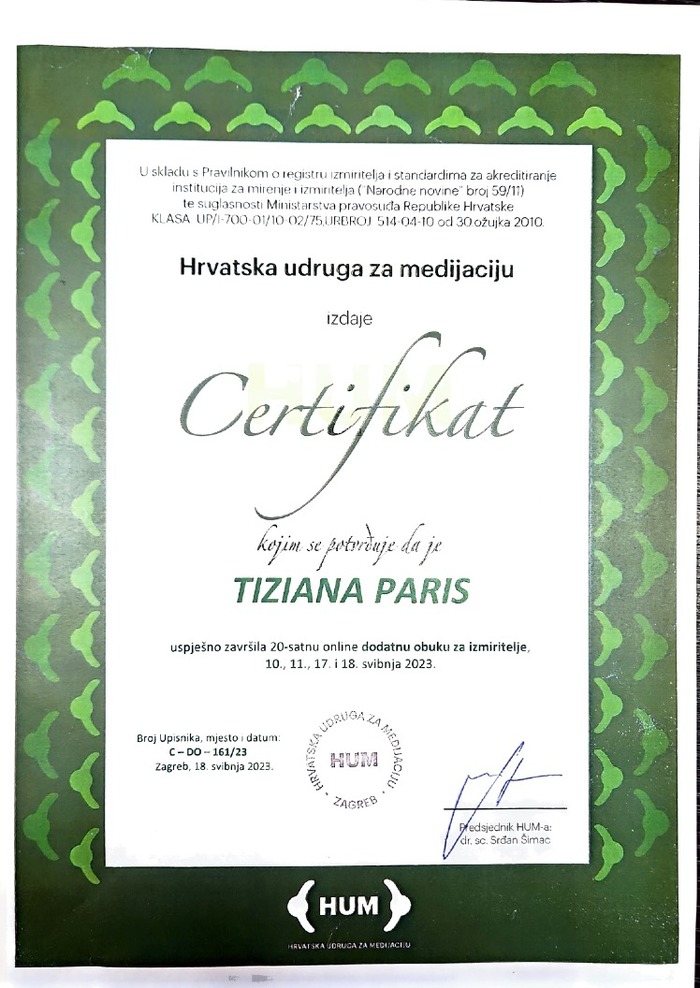 U skladu s Pravilnikom o registru izmiritelja i standardima za akreditiranje
institucija za mirenje i izmiritelja ("Narodne novine" broj 59/11)
te suglasnosti Ministarstva pravosuđa Republike Hrvatske
KLASA UP/I-700-01/10-02/75,URBROJ 514-04-10 od 30 ožujka 2010.
Hrvatska udruga za medijaciju
izdaje
HUM
Certifikat
kojim se potvrđuje da je
TIZIANA PARIS
uspješno završila 20-satnu online dodatnu obuku za izmiritelje,
10., 11., 17. i 18. svibnja 2023.
Broj Upisnika, mjesto i datum:
C – DO – 161/23
Zagreb, 18. svibnja 2023.
HRVATSKA UDRUGA ZA MEDIJACIJU
HUM
ZAGREB
Predsjednik HUM-a:
dr. sc. Srđan Šimac
HUM
HRVATSKA UDRUGA ZA MEDIJACIJU